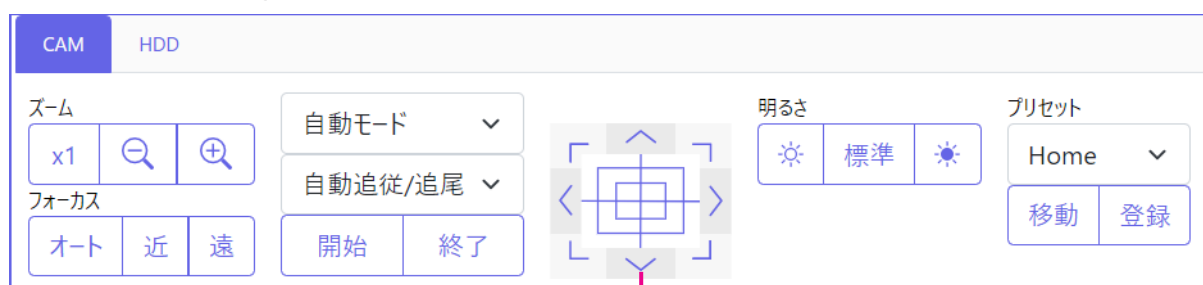 CAM HDD
ズーム
x1
フォーカス
オート 近 遠
自動モード
自動追従/追尾
開始 終了
明るさ
標準
プリセット
Home
移動 登録